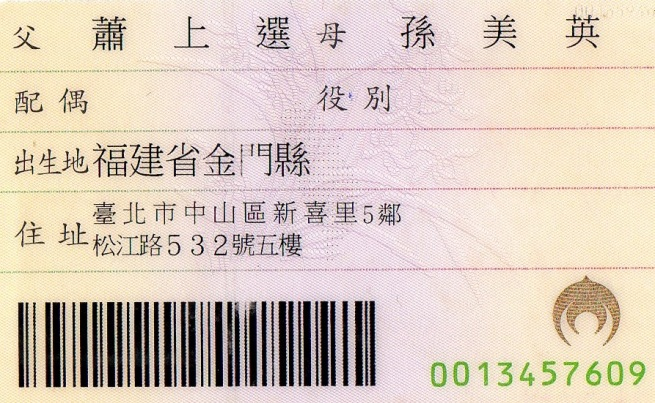 父 蕭上選 母 孫美英
配偶 役別
出生地 福建省金門縣
住址 臺北市中山區新喜里5鄰
松江路532號五樓
0013457609